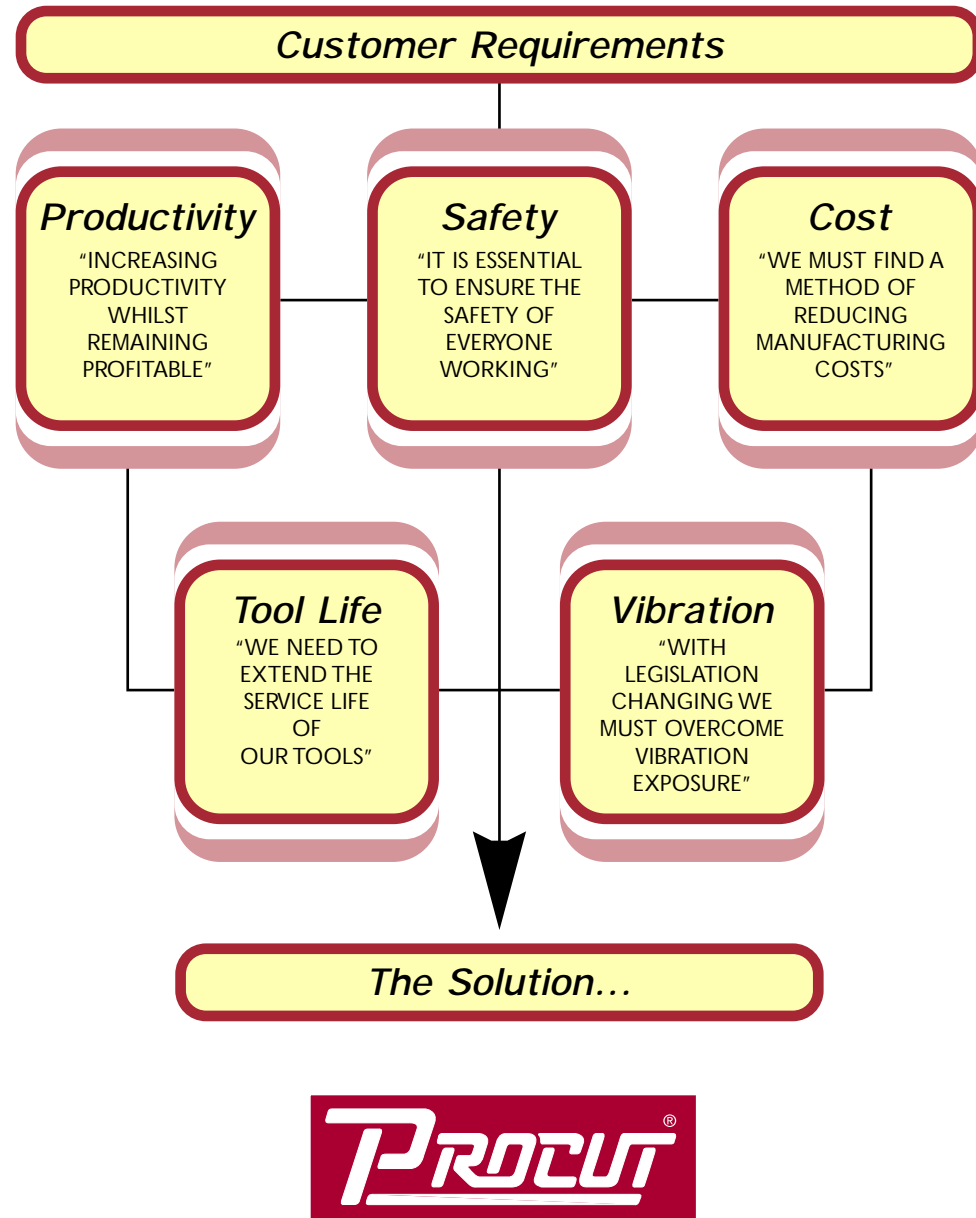 Customer Requirements
Productivity
“INCREASING
PRODUCTIVITY
WHILST
REMAINING
PROFITABLE”
Safety
“IT IS ESSENTIAL
TO ENSURE THE
SAFETY OF
EVERYONE
WORKING”
Cost
“WE MUST FIND A
METHOD OF
REDUCING
MANUFACTURING
COSTS”
Tool Life
“WE NEED TO
EXTEND THE
SERVICE LIFE
OF
OUR TOOLS”
Vibration
“WITH
LEGISLATION
CHANGING WE
MUST OVERCOME
VIBRATION
EXPOSURE”
The Solution...
PROCUT®